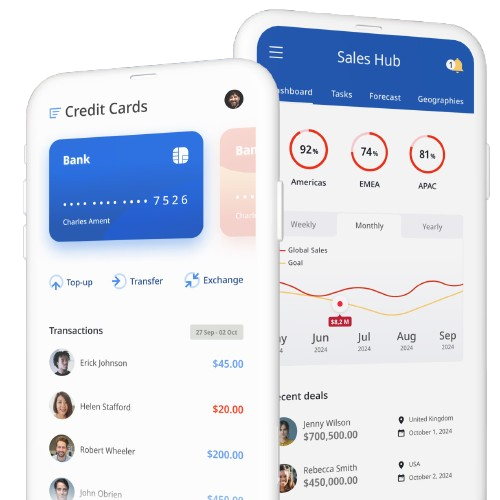 Credit Cards
Bank
Ban
•••• •••• •••• 7526
Charles Ament
Top-up
Transfer
Exchange
Transactions
27 Sep - 02 Oct
Erick Johnson
$45.00
Helen Stafford
$20.00
Robert Wheeler
$200.00
John Obrien
$450.00
Sales Hub
1
shboard
Tasks
Forecast
Geographies
92%
74%
81%
Americas
EMEA
APAC
Weekly
Monthly
Yearly
Global Sales
Goal
$8,2 M
Jun
Jul
Aug
Sep
2024
2024
2024
2024
ecent deals
Jenny Wilson
$700,500.00
United Kingdom
October 1, 2024
Rebecca Smith
$450,000.00
USA
October 2, 2024